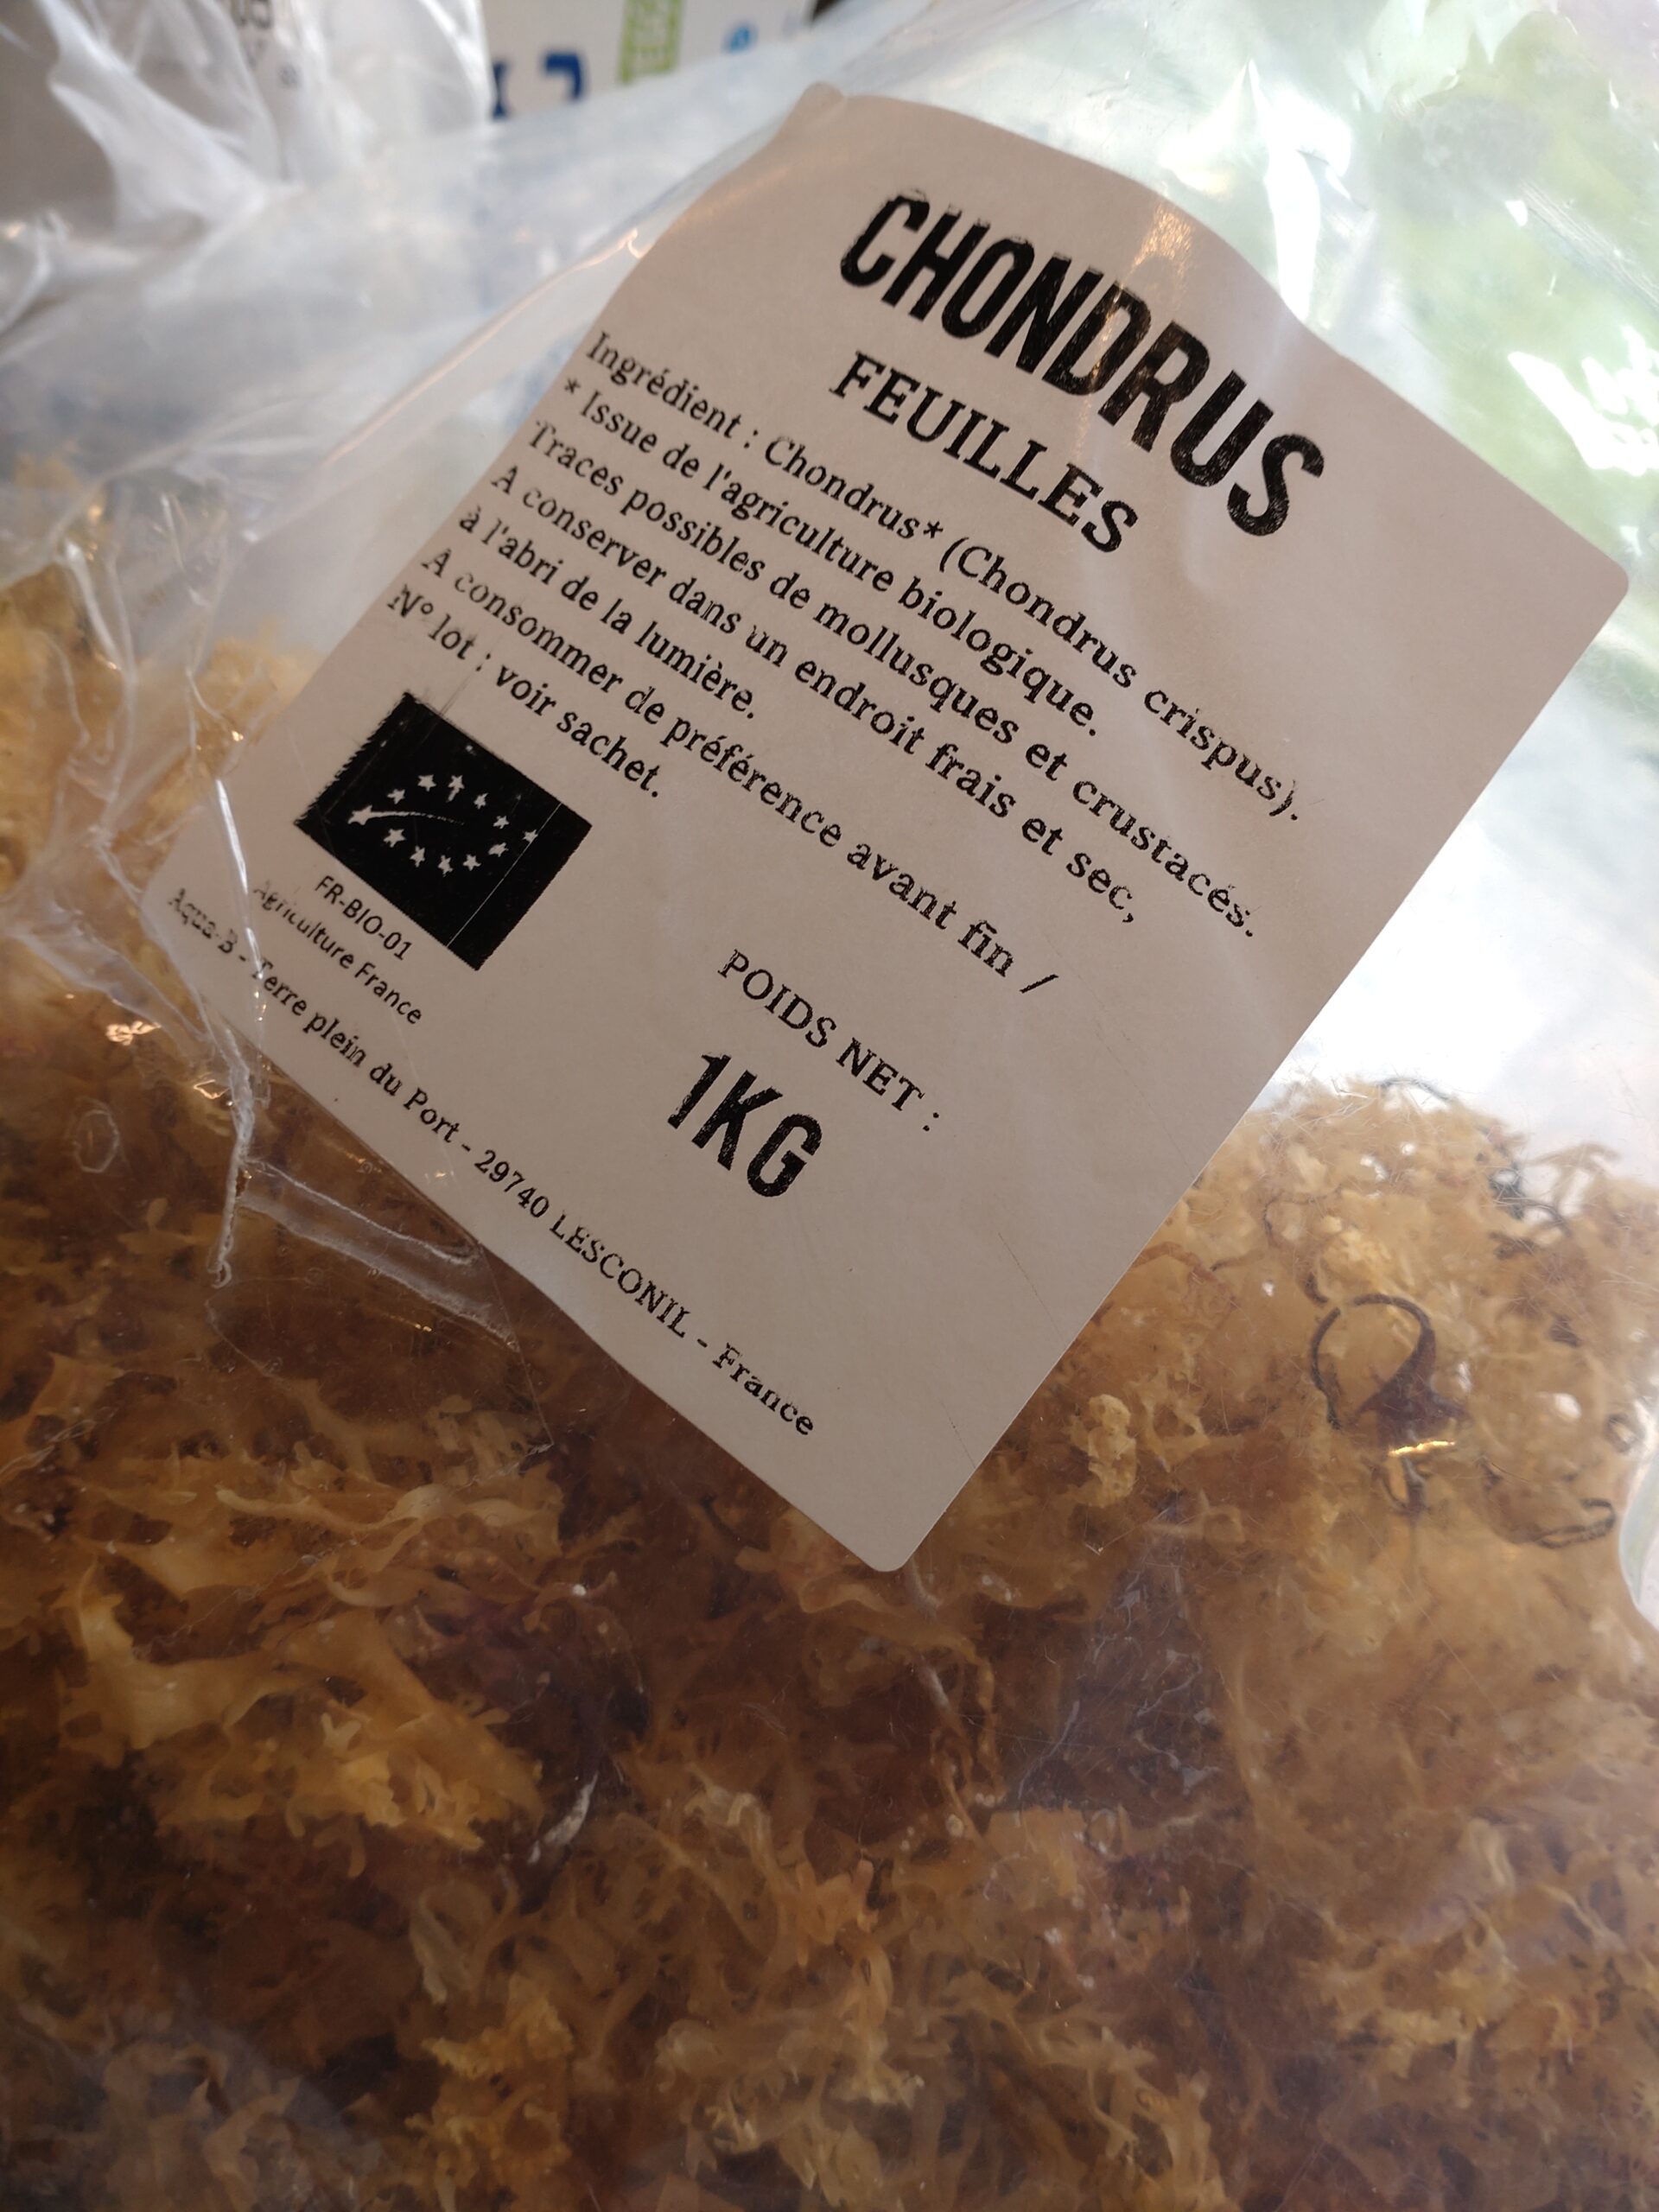 CHONDRUS
FEUILLES
Ingrédient : Chondrus* (Chondrus crispus).
* Issue de l'agriculture biologique.
Traces possibles de mollusques et crustacés.
A conserver dans un endroit frais et sec,
à l'abri de la lumière.
A consommer de préférence avant fin /
N° lot : voir sachet.
FR-BIO-01
Agriculture France
POIDS NET :
1KG
Aqua-B - Terre plein du Port - 29740 LESCONIL - France